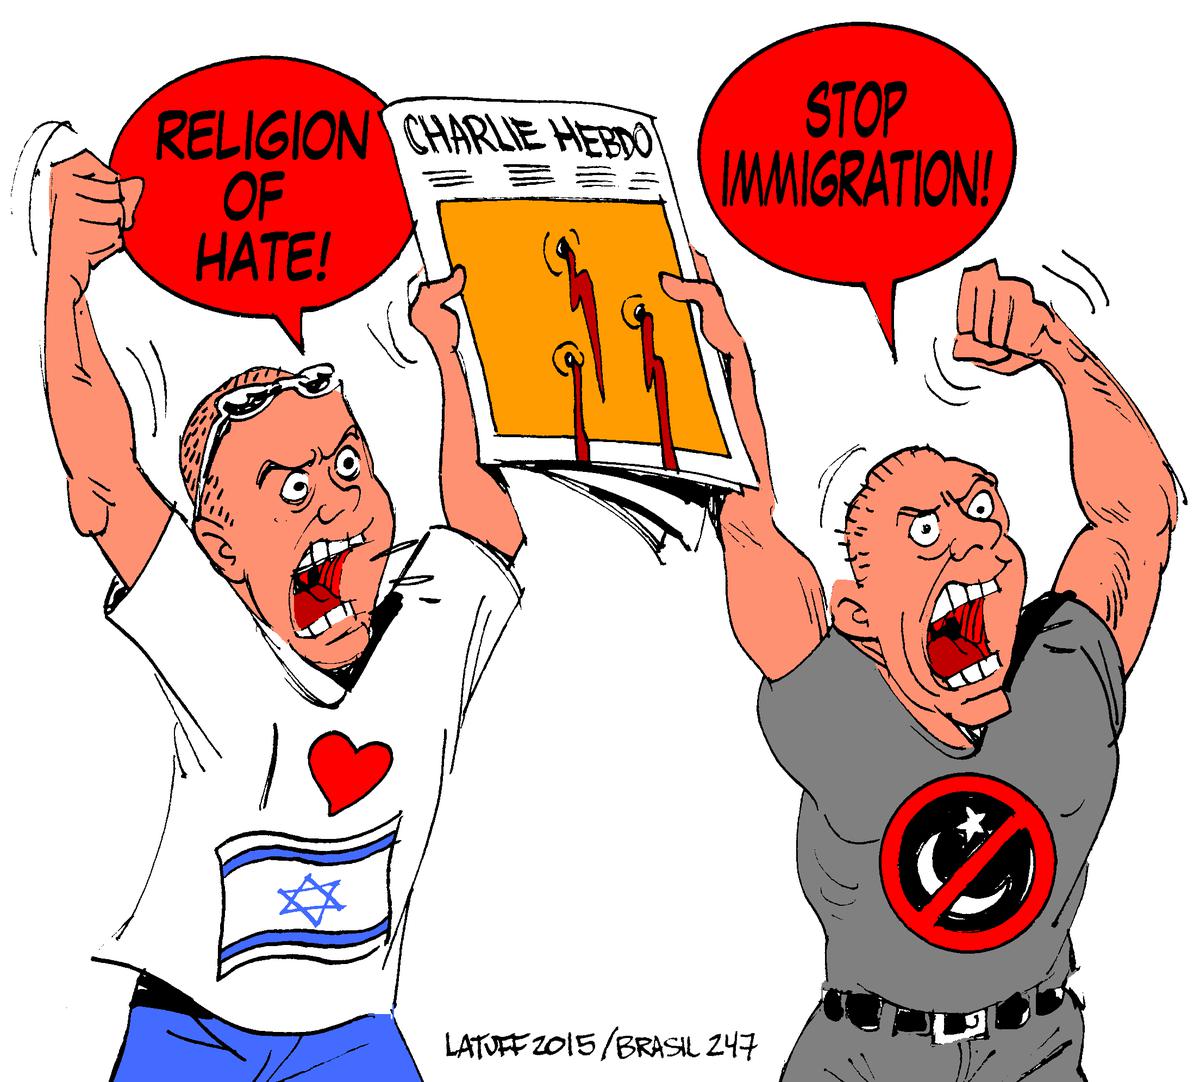 RELIGION
OF
HATE!
CHARLIE HEBDO
STOP
IMMIGRATION!
LATUFF 2015/BRASIL 247